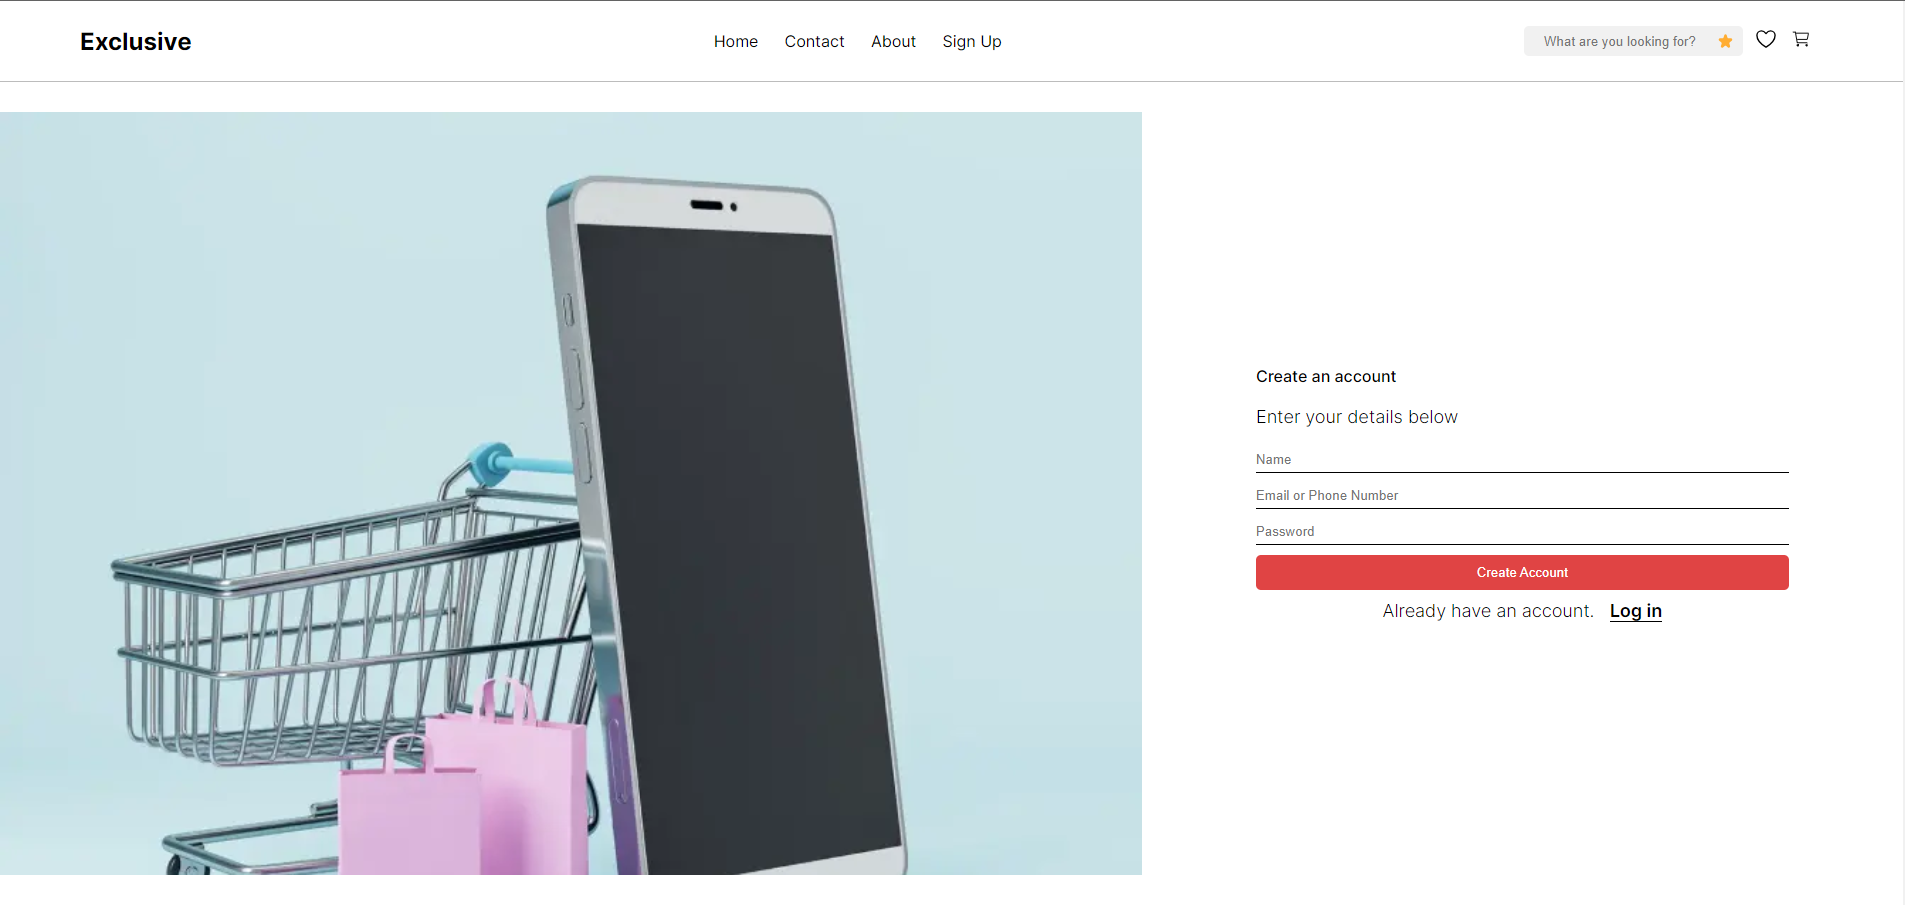 Exclusive
Home Contact About Sign Up
What are you looking for?
Create an account
Enter your details below
Name
Email or Phone Number
Password
Create Account
Already have an account. Log in